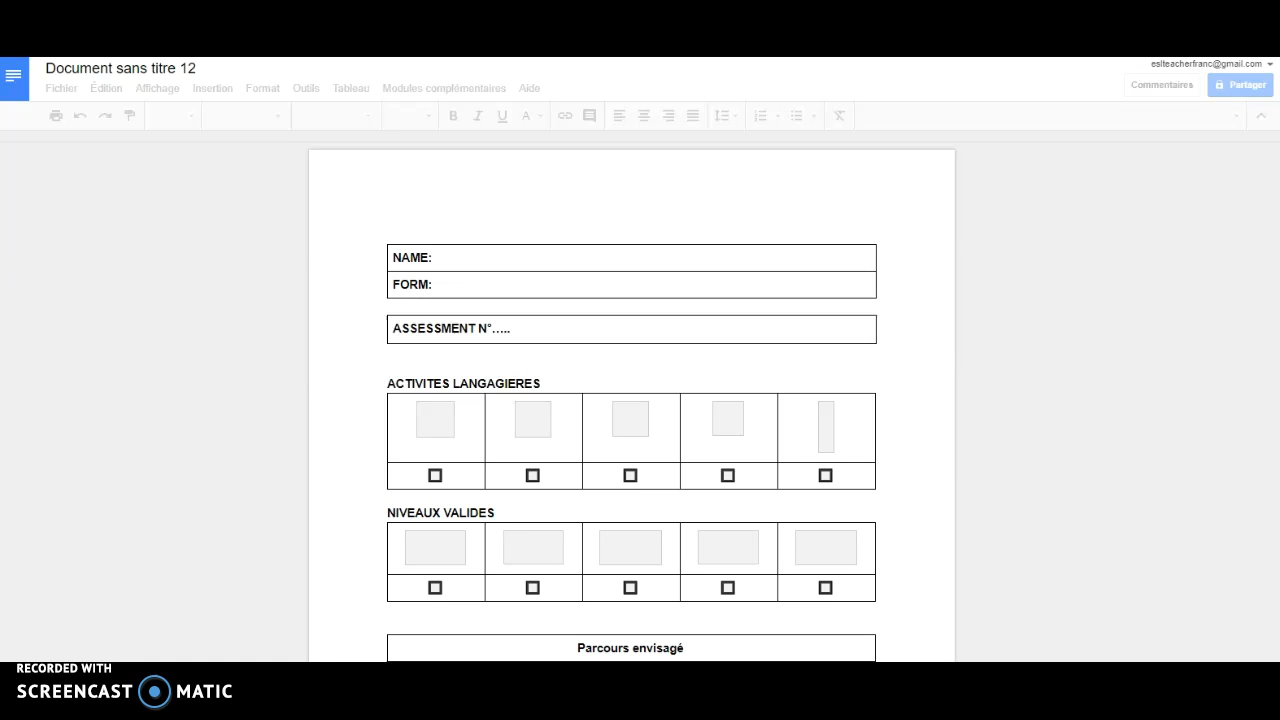 Document sans titre 12
eslteacherfranc@gmail.com
Fichier Édition Affichage Insertion Format Outils Tableau Modules complémentaires Aide
Commentaires
Partager
B I U A
NAME:
FORM:
ASSESSMENT N°.....
ACTIVITES LANGAGIERES
NIVEAUX VALIDES
Parcours envisagé
RECORDED WITH
SCREENCAST MATIC